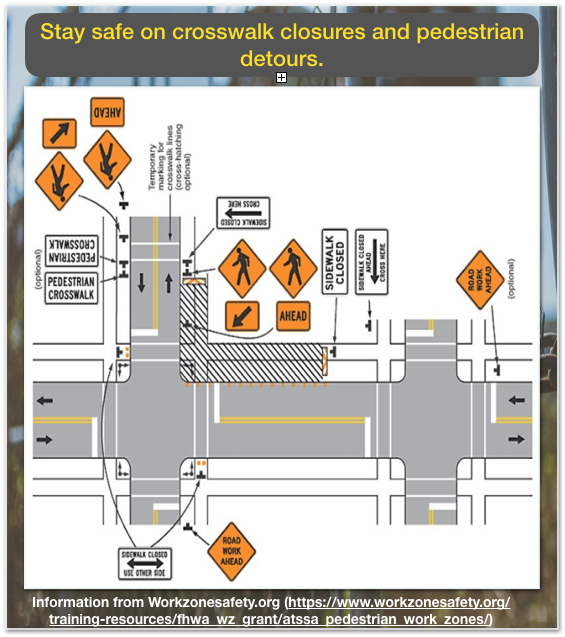 Stay safe on crosswalk closures and pedestrian
detours.
AHEAD
Temporary
marking for
crosswalk lines
(cross-hatching
optional)
(optional)
PEDESTRIAN
CROSSWALK
PEDESTRIAN
CROSSWALK
SIDEWALK CLOSED
CROSS HERE
AHEAD
SIDEWALK
CLOSED
SIDEWALK CLOSED
AHEAD
CROSS HERE
ROAD
WORK
AHEAD
(optional)
SIDEWALK CLOSED
USE OTHER SIDE
ROAD
WORK
AHEAD
Information from Workzonesafety.org (https://www.workzonesafety.org/
training-resources/fhwa_wz_grant/atssa_pedestrian_work_zones/)